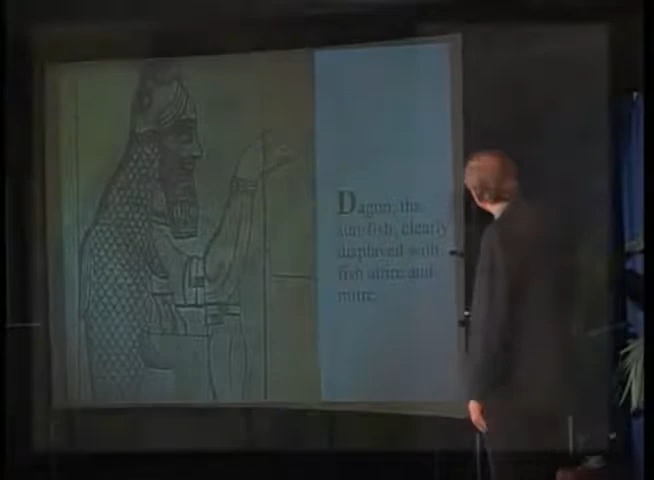 Dagon, the
sun-fish, clearly
displayed with
fish attire and
mitre.